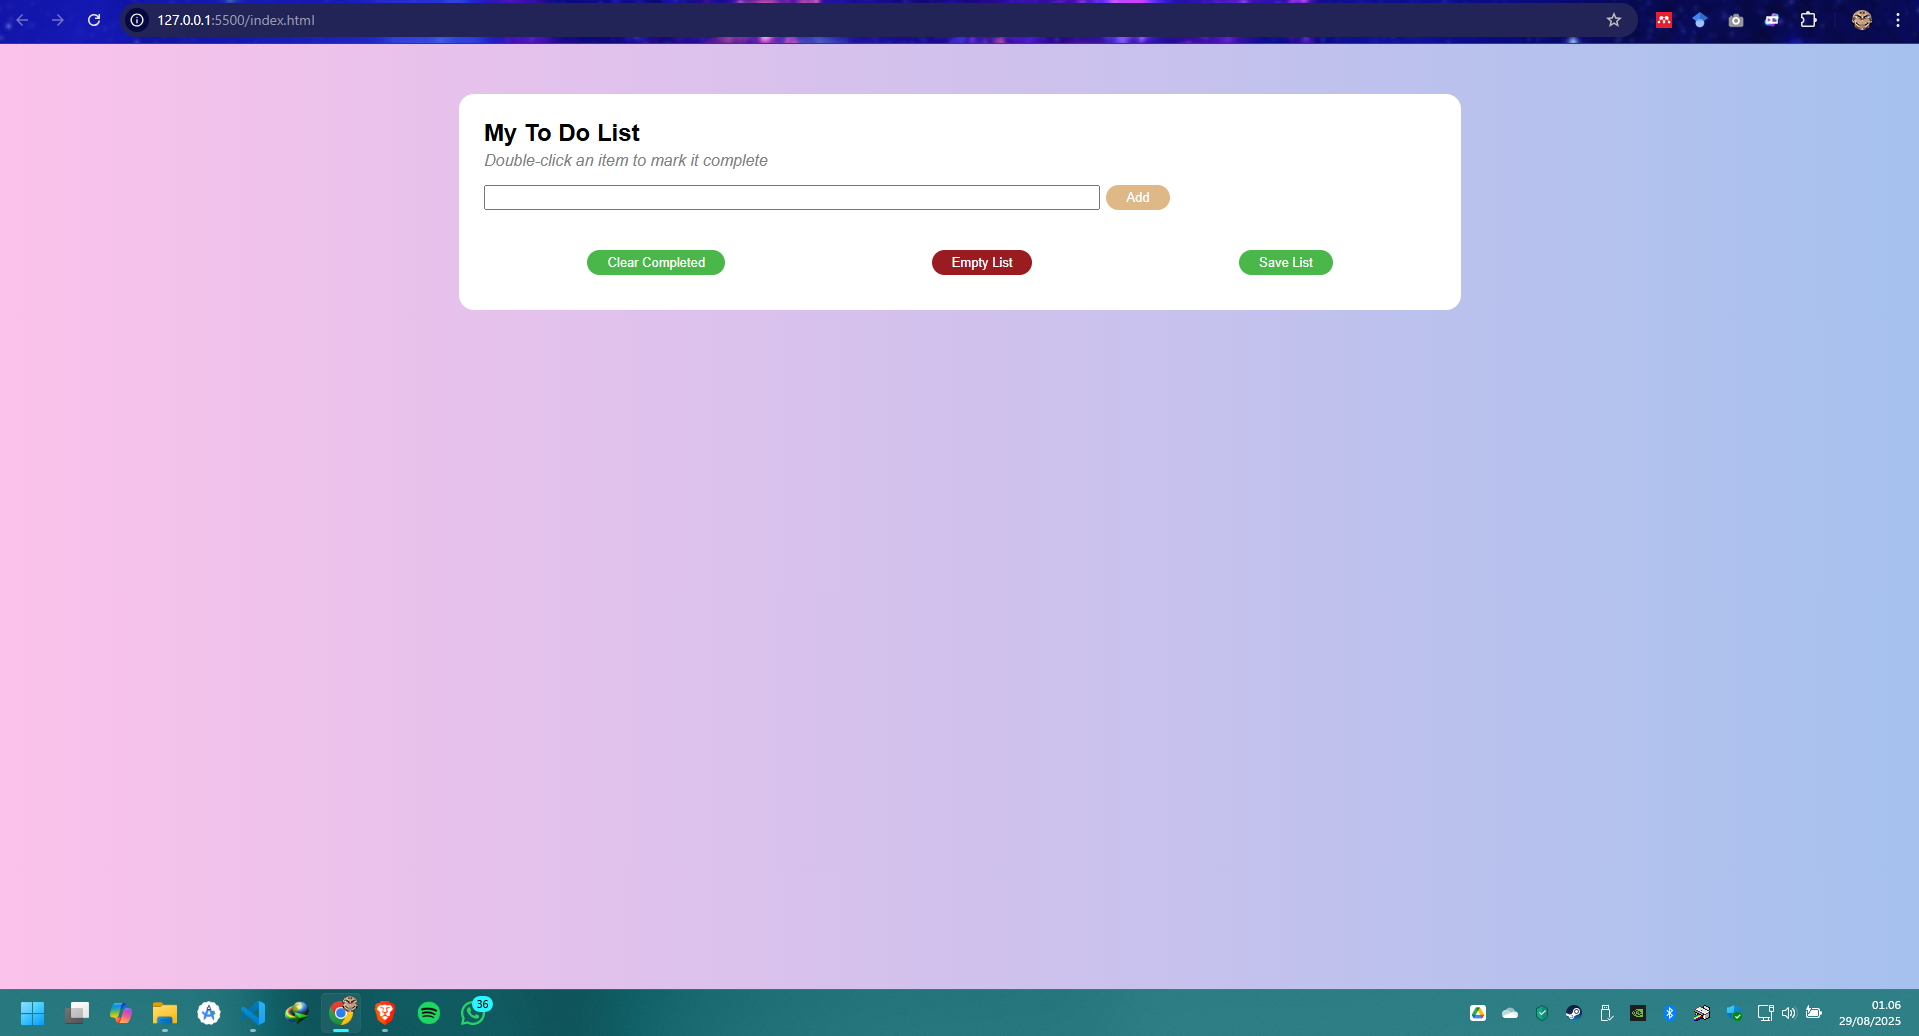 127.0.0.1:5500/index.html
My To Do List
Double-click an item to mark it complete
Add
Clear Completed
Empty List
Save List
36
01.06
29/08/2025